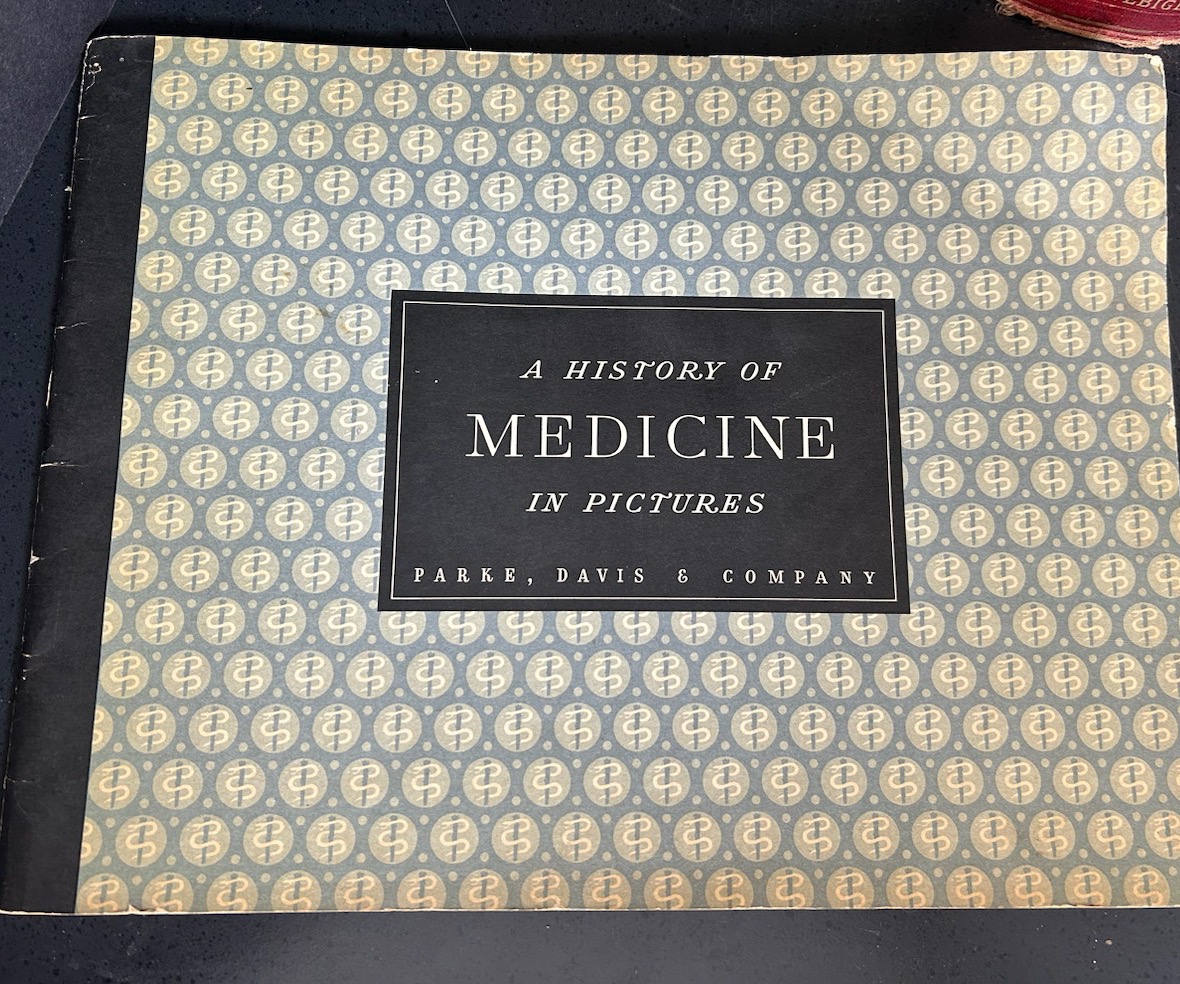 A HISTORY OF
MEDICINE
IN PICTURES
PARKE, DAVIS & COMPANY